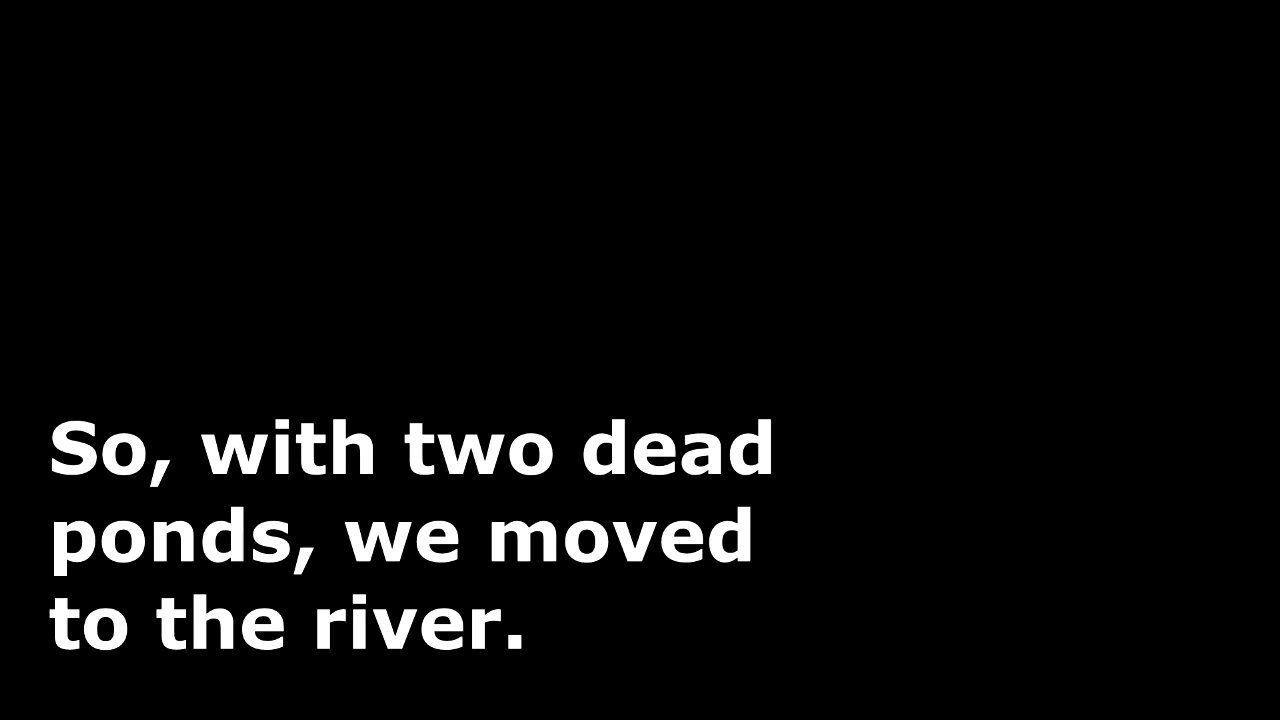 So, with two dead
ponds, we moved
to the river.